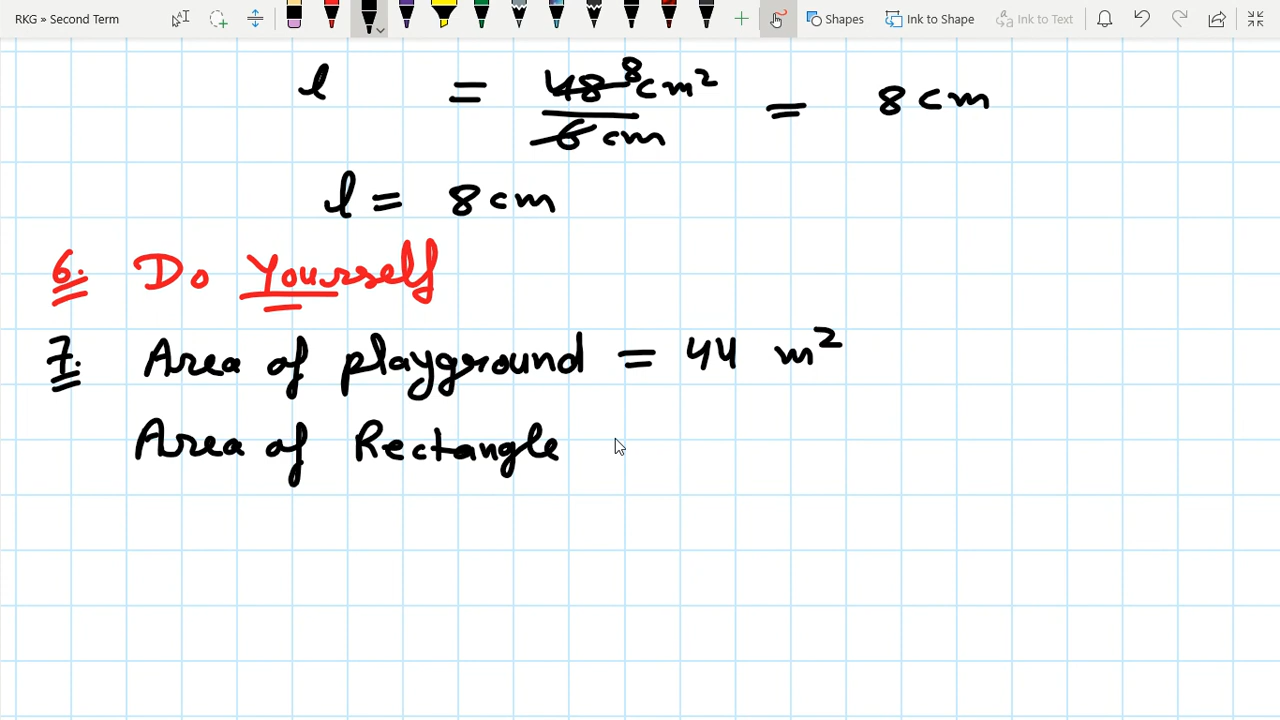 RKG » Second Term
Shapes
Ink to Shape
Ink to Text
l = 48 8 cm² / 6 cm = 8 cm
l = 8 cm
6. Do Yourself
7. Area of playground = 44 m²
Area of Rectangle